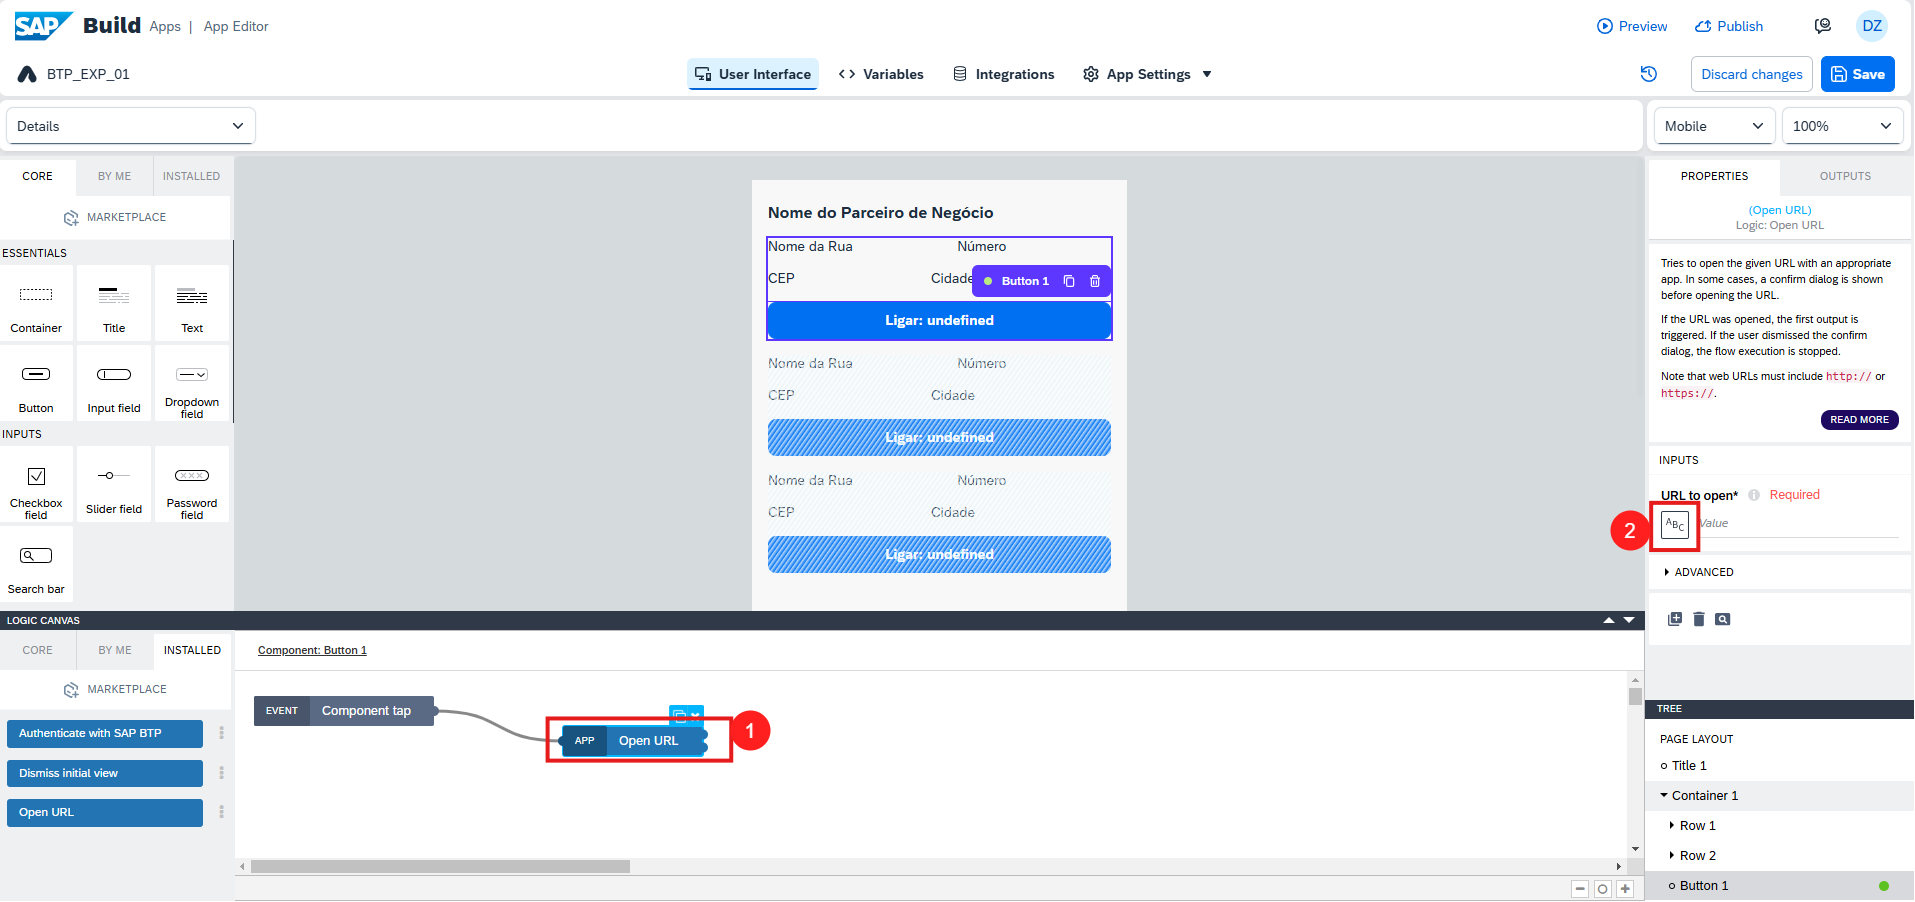 SAP Build Apps | App Editor
Preview
Publish
DZ
BTP_EXP_01
User Interface
Variables
Integrations
App Settings
Discard changes
Save
Details
Mobile
100%
CORE
BY ME
INSTALLED
MARKETPLACE
ESSENTIALS
Container
Title
Text
Button
Input field
Dropdown
field
INPUTS
Checkbox
field
Slider field
Password
field
Search bar
Nome do Parceiro de Negócio
Nome da Rua
Número
CEP
Cidade
Button 1
Ligar: undefined
Nome da Rua
Número
CEP
Cidade
Ligar: undefined
Nome da Rua
Número
CEP
Cidade
Ligar: undefined
PROPERTIES
OUTPUTS
(Open URL)
Logic: Open URL
Tries to open the given URL with an appropriate
app. In some cases, a confirm dialog is shown
before opening the URL.
If the URL was opened, the first output is
triggered. If the user dismissed the confirm
dialog, the flow execution is stopped.
Note that web URLs must include http:// or
https://.
READ MORE
INPUTS
URL to open*
Required
2
ABC
Value
ADVANCED
LOGIC CANVAS
CORE
BY ME
INSTALLED
MARKETPLACE
Authenticate with SAP BTP
Dismiss initial view
Open URL
Component: Button 1
EVENT
Component tap
APP
Open URL
1
TREE
PAGE LAYOUT
Title 1
Container 1
Row 1
Row 2
Button 1